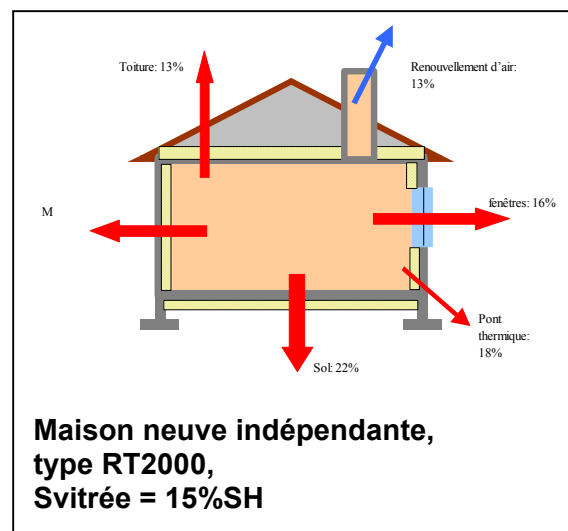 Toiture: 13%
Renouvellement d’air:
13%
M
fenêtres: 16%
Pont
thermique:
18%
Sol: 22%
Maison neuve indépendante,
type RT2000,
Svitrée = 15%SH